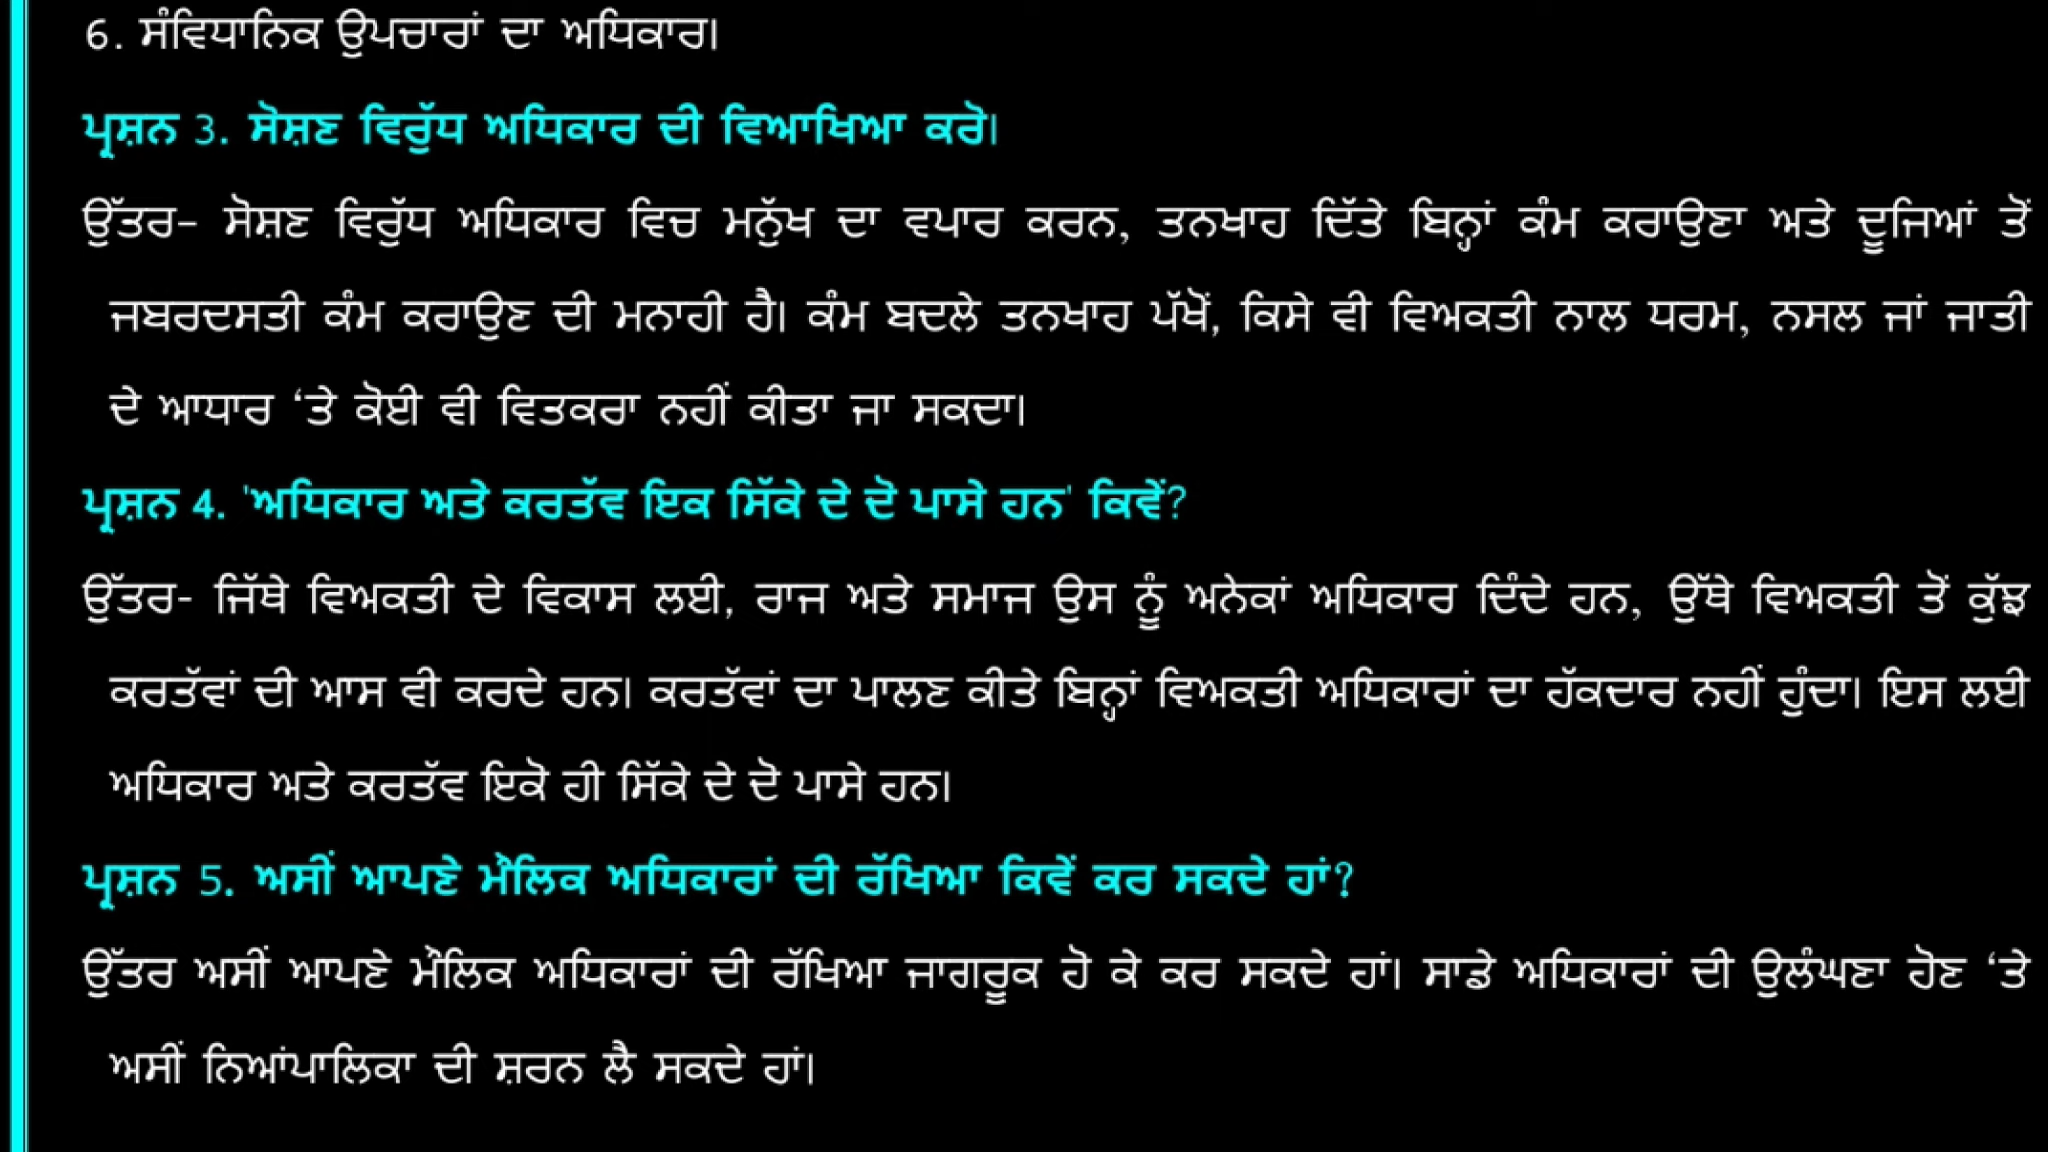 6. ਸੰਵਿਧਾਨਿਕ ਉਪਚਾਰਾਂ ਦਾ ਅਧਿਕਾਰ।
ਪ੍ਰਸ਼ਨ 3. ਸੋਸ਼ਣ ਵਿਰੁੱਧ ਅਧਿਕਾਰ ਦੀ ਵਿਆਖਿਆ ਕਰੋ।
ਉੱਤਰ– ਸੋਸ਼ਣ ਵਿਰੁੱਧ ਅਧਿਕਾਰ ਵਿਚ ਮਨੁੱਖ ਦਾ ਵਪਾਰ ਕਰਨ, ਤਨਖਾਹ ਦਿੱਤੇ ਬਿਨ੍ਹਾਂ ਕੰਮ ਕਰਾਉਣਾ ਅਤੇ ਦੂਜਿਆਂ ਤੋਂ
ਜਬਰਦਸਤੀ ਕੰਮ ਕਰਾਉਣ ਦੀ ਮਨਾਹੀ ਹੈ। ਕੰਮ ਬਦਲੇ ਤਨਖਾਹ ਪੱਖੋਂ, ਕਿਸੇ ਵੀ ਵਿਅਕਤੀ ਨਾਲ ਧਰਮ, ਨਸਲ ਜਾਂ ਜਾਤੀ
ਦੇ ਆਧਾਰ ‘ਤੇ ਕੋਈ ਵੀ ਵਿਤਕਰਾ ਨਹੀਂ ਕੀਤਾ ਜਾ ਸਕਦਾ।
ਪ੍ਰਸ਼ਨ 4. 'ਅਧਿਕਾਰ ਅਤੇ ਕਰਤੱਵ ਇਕ ਸਿੱਕੇ ਦੇ ਦੋ ਪਾਸੇ ਹਨ' ਕਿਵੇਂ?
ਉੱਤਰ- ਜਿੱਥੇ ਵਿਅਕਤੀ ਦੇ ਵਿਕਾਸ ਲਈ, ਰਾਜ ਅਤੇ ਸਮਾਜ ਉਸ ਨੂੰ ਅਨੇਕਾਂ ਅਧਿਕਾਰ ਦਿੰਦੇ ਹਨ, ਉੱਥੇ ਵਿਅਕਤੀ ਤੋਂ ਕੁੱਝ
ਕਰਤੱਵਾਂ ਦੀ ਆਸ ਵੀ ਕਰਦੇ ਹਨ। ਕਰਤੱਵਾਂ ਦਾ ਪਾਲਣ ਕੀਤੇ ਬਿਨ੍ਹਾਂ ਵਿਅਕਤੀ ਅਧਿਕਾਰਾਂ ਦਾ ਹੱਕਦਾਰ ਨਹੀਂ ਹੁੰਦਾ। ਇਸ ਲਈ
ਅਧਿਕਾਰ ਅਤੇ ਕਰਤੱਵ ਇਕੋ ਹੀ ਸਿੱਕੇ ਦੇ ਦੋ ਪਾਸੇ ਹਨ।
ਪ੍ਰਸ਼ਨ 5. ਅਸੀਂ ਆਪਣੇ ਮੌਲਿਕ ਅਧਿਕਾਰਾਂ ਦੀ ਰੱਖਿਆ ਕਿਵੇਂ ਕਰ ਸਕਦੇ ਹਾਂ?
ਉੱਤਰ ਅਸੀਂ ਆਪਣੇ ਮੌਲਿਕ ਅਧਿਕਾਰਾਂ ਦੀ ਰੱਖਿਆ ਜਾਗਰੂਕ ਹੋ ਕੇ ਕਰ ਸਕਦੇ ਹਾਂ। ਸਾਡੇ ਅਧਿਕਾਰਾਂ ਦੀ ਉਲੰਘਣਾ ਹੋਣ ‘ਤੇ
ਅਸੀਂ ਨਿਆਂਪਾਲਿਕਾ ਦੀ ਸ਼ਰਨ ਲੈ ਸਕਦੇ ਹਾਂ।